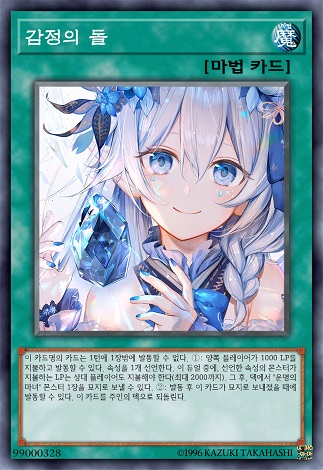 감정의 돌
魔
[마법 카드]
이 카드명의 카드는 1턴에 1장밖에 발동할 수 없다. ①: 양쪽 플레이어가 1000 LP를
지불하고 발동할 수 있다. 속성을 1개 선언한다. 이 듀얼 중에, 선언한 속성의 몬스터가
지불하는 LP는 상대 플레이어도 지불해야 한다(최대 2000까지). 그 후, 덱에서 '운명의
마녀' 몬스터 1장을 묘지로 보낼 수 있다. ②: 발동 후 이 카드가 묘지로 보내졌을 때에
발동할 수 있다. 이 카드를 주인의 덱으로 되돌린다.
99000328
©1996 KAZUKI TAKAHASHI